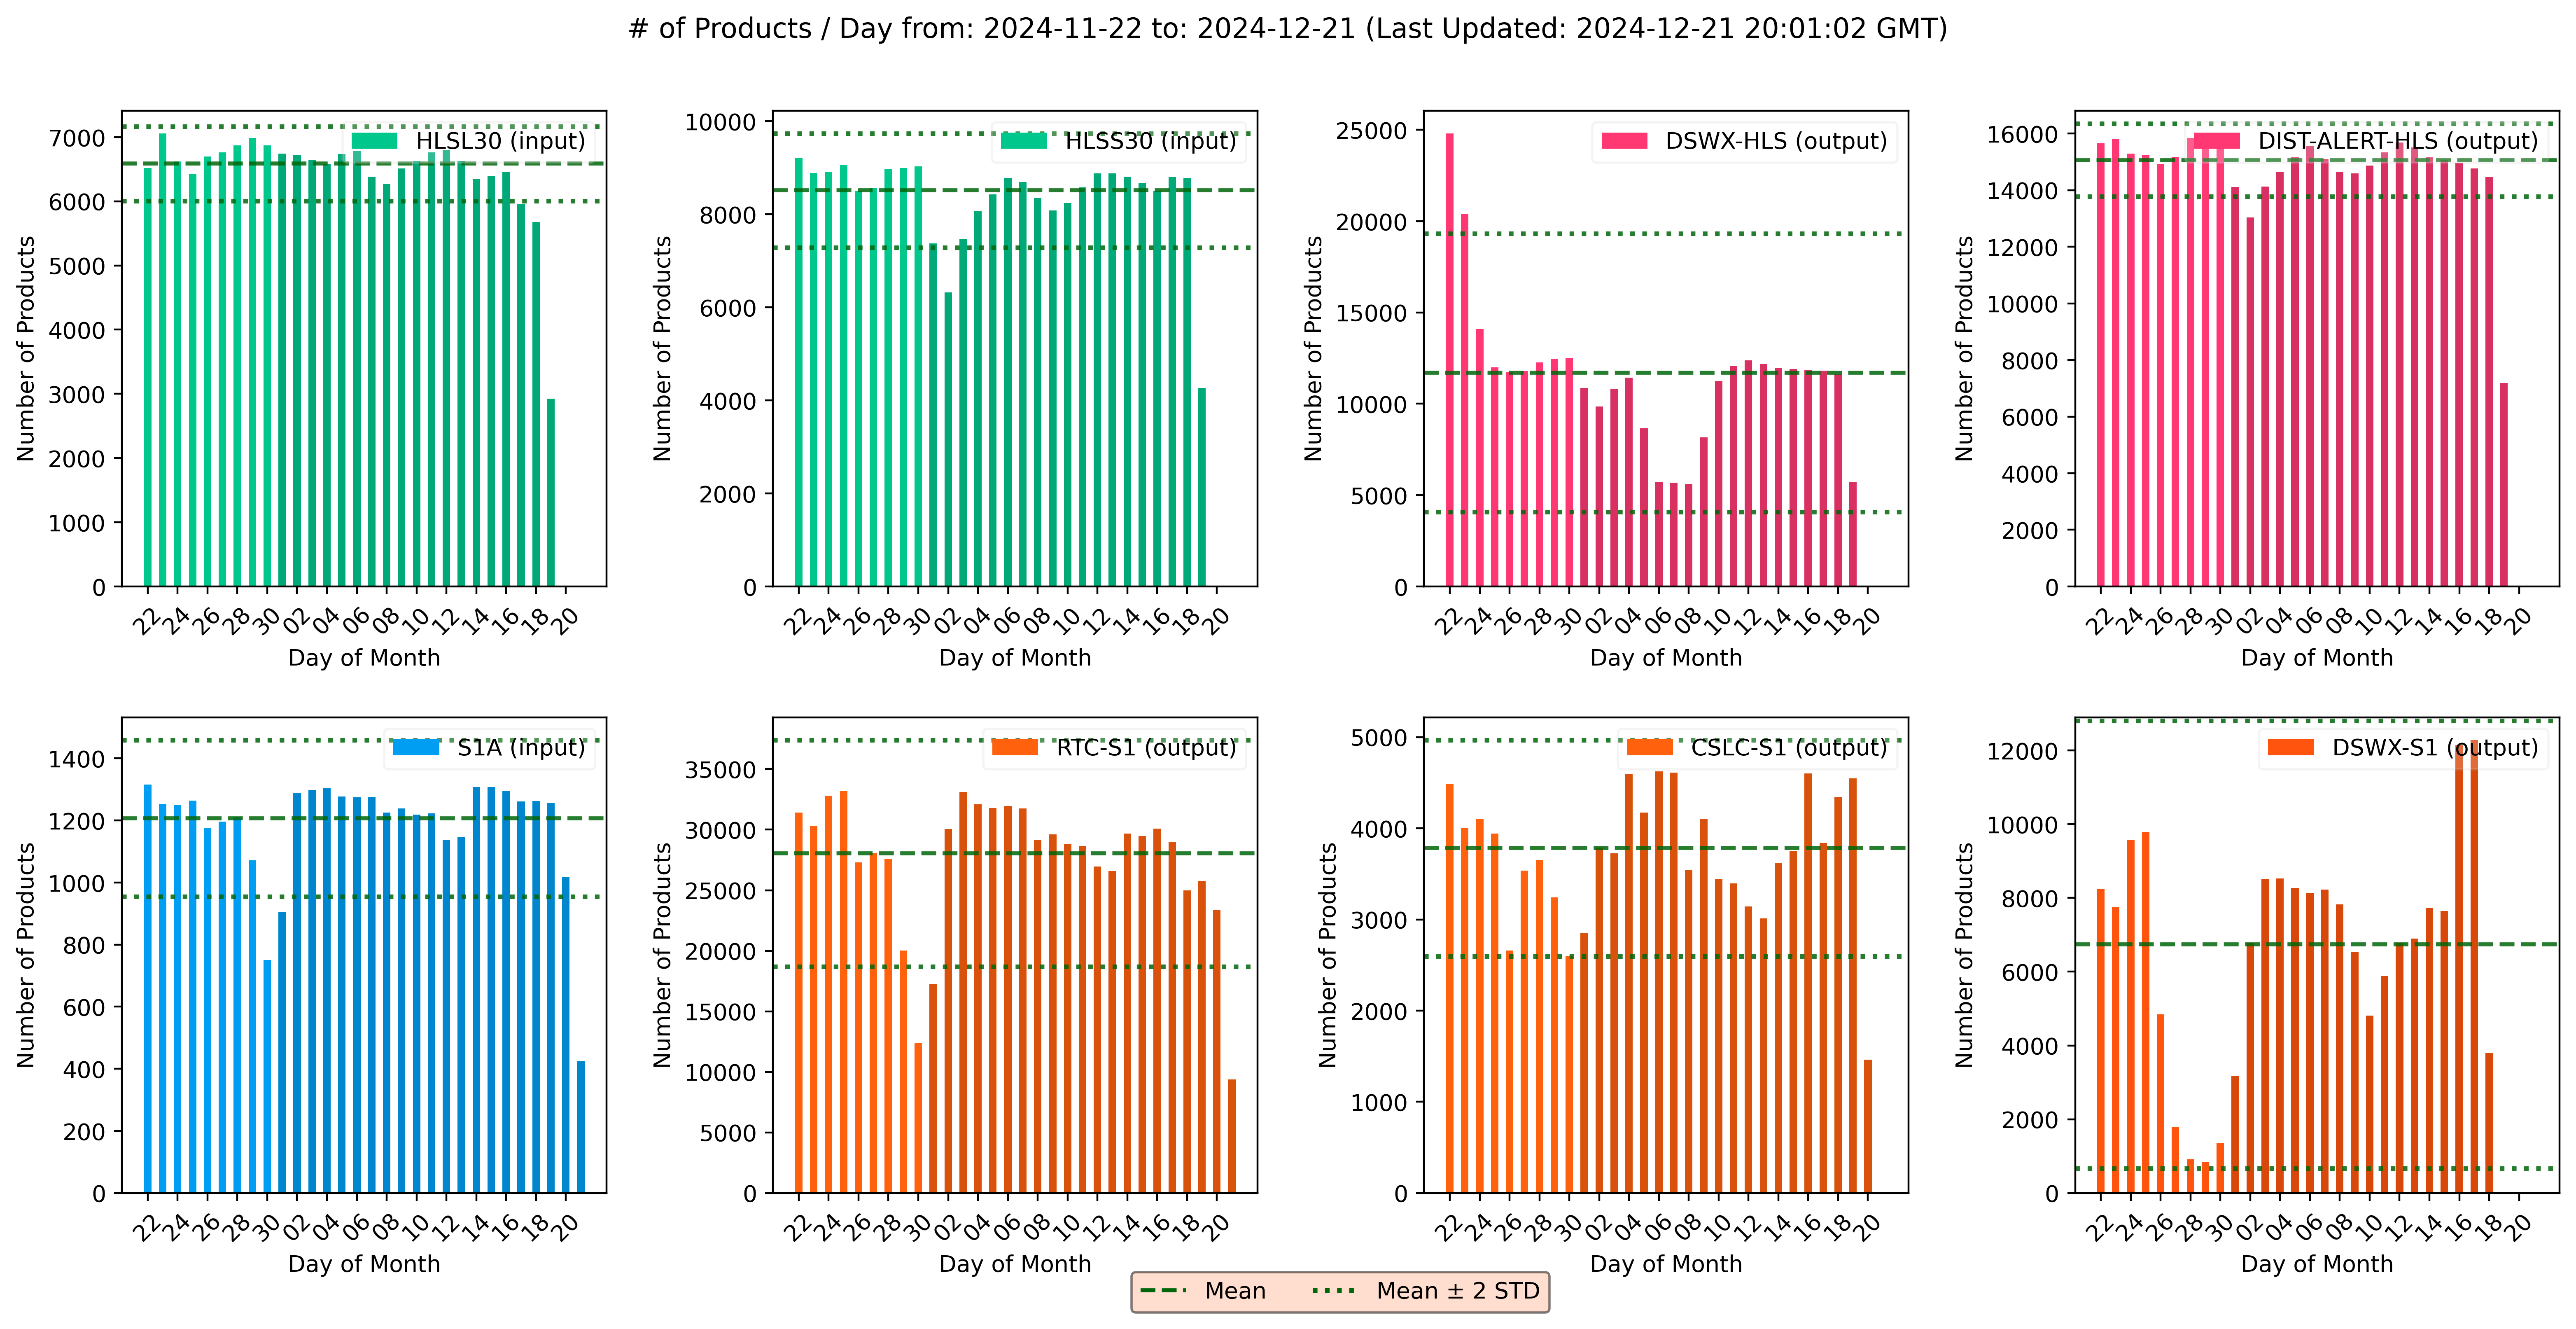 # of Products / Day from: 2024-11-22 to: 2024-12-21 (Last Updated: 2024-12-21 20:01:02 GMT)
HLSL30 (input)
Number of Products
7000
6000
5000
4000
3000
2000
1000
0
22 24 26 28 30 02 04 06 08 10 12 14 16 18 20
Day of Month
HLSS30 (input)
Number of Products
10000
8000
6000
4000
2000
0
22 24 26 28 30 02 04 06 08 10 12 14 16 18 20
Day of Month
DSWX-HLS (output)
Number of Products
25000
20000
15000
10000
5000
0
22 24 26 28 30 02 04 06 08 10 12 14 16 18 20
Day of Month
DIST-ALERT-HLS (output)
Number of Products
16000
14000
12000
10000
8000
6000
4000
2000
0
22 24 26 28 30 02 04 06 08 10 12 14 16 18 20
Day of Month
S1A (input)
Number of Products
1400
1200
1000
800
600
400
200
0
22 24 26 28 30 02 04 06 08 10 12 14 16 18 20
Day of Month
RTC-S1 (output)
Number of Products
35000
30000
25000
20000
15000
10000
5000
0
22 24 26 28 30 02 04 06 08 10 12 14 16 18 20
Day of Month
CSLC-S1 (output)
Number of Products
5000
4000
3000
2000
1000
0
22 24 26 28 30 02 04 06 08 10 12 14 16 18 20
Day of Month
DSWX-S1 (output)
Number of Products
12000
10000
8000
6000
4000
2000
0
22 24 26 28 30 02 04 06 08 10 12 14 16 18 20
Day of Month
Mean
Mean ± 2 STD